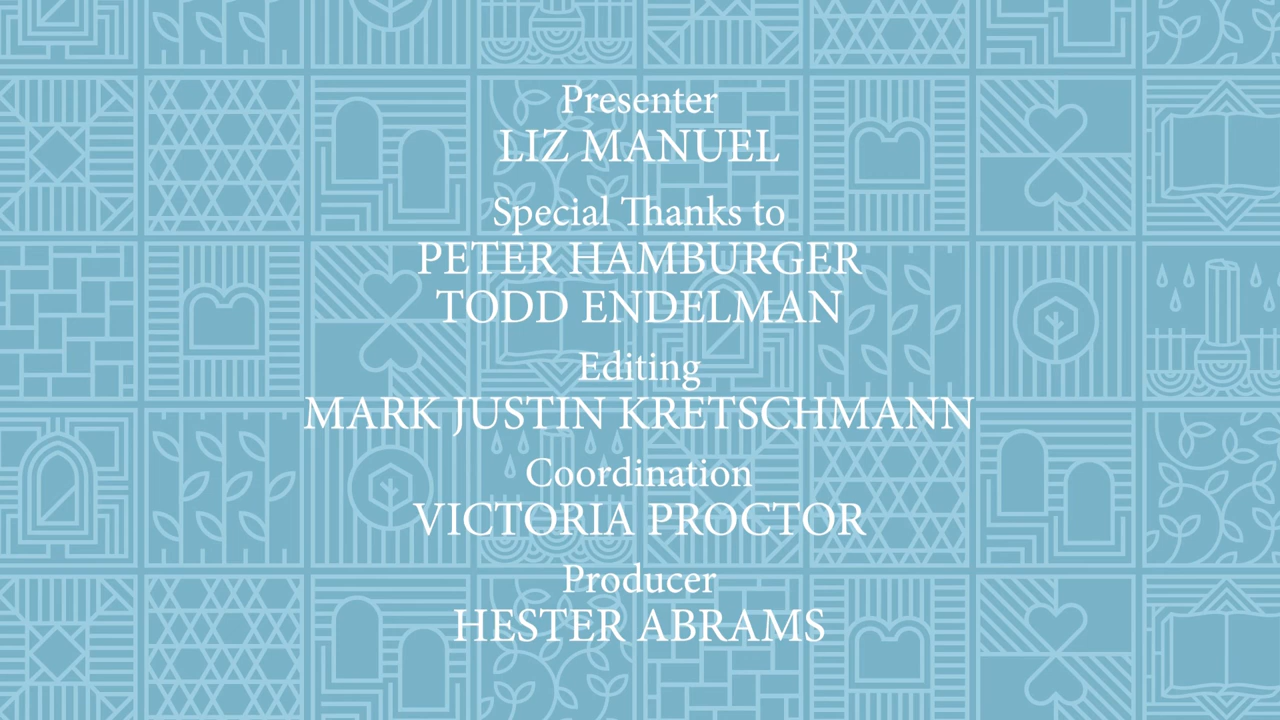 Presenter
LIZ MANUEL
Special Thanks to
PETER HAMBURGER
TODD ENDELMAN
Editing
MARK JUSTIN KRETSCHMANN
Coordination
VICTORIA PROCTOR
Producer
HESTER ABRAMS